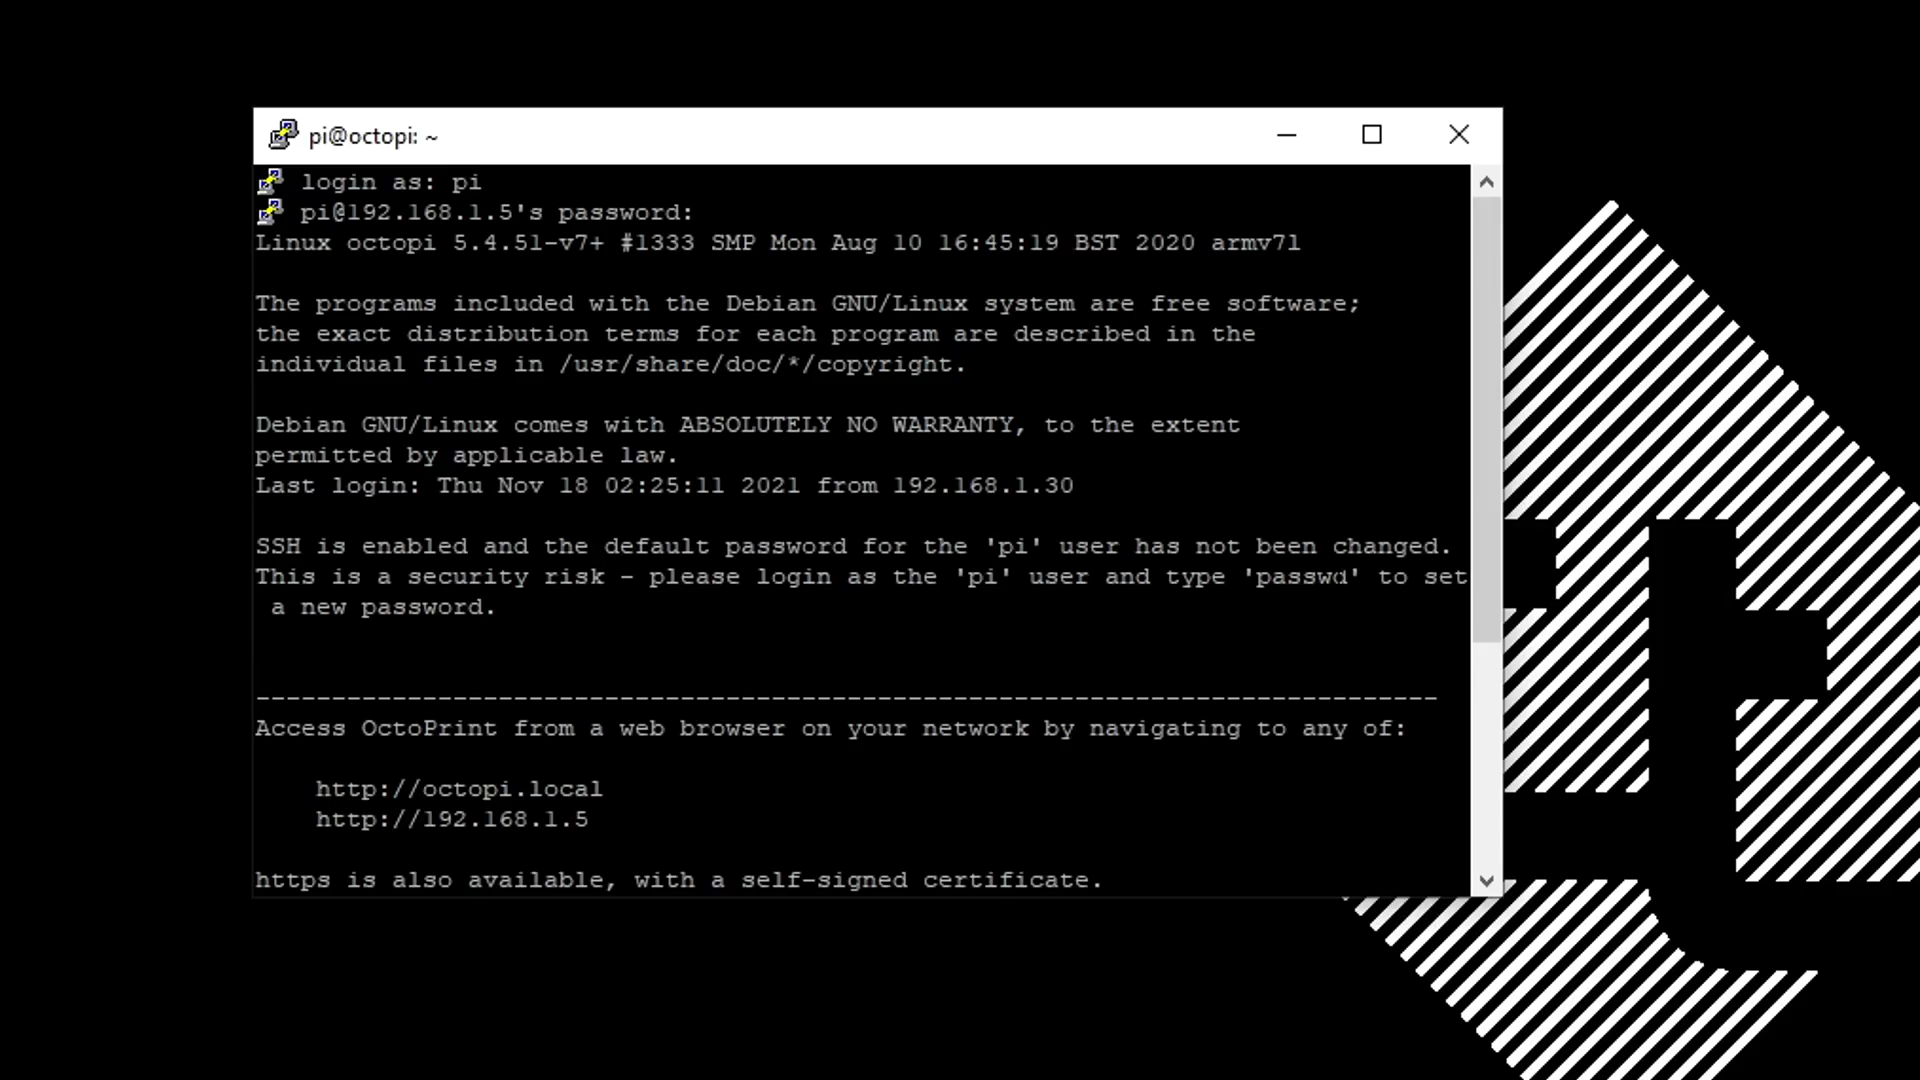 pi@octopi: ~
login as: pi
pi@192.168.1.5's password:
Linux octopi 5.4.51-v7+ #1333 SMP Mon Aug 10 16:45:19 BST 2020 armv7l
The programs included with the Debian GNU/Linux system are free software;
the exact distribution terms for each program are described in the
individual files in /usr/share/doc/*/copyright.
Debian GNU/Linux comes with ABSOLUTELY NO WARRANTY, to the extent
permitted by applicable law.
Last login: Thu Nov 18 02:25:11 2021 from 192.168.1.30
SSH is enabled and the default password for the 'pi' user has not been changed.
This is a security risk - please login as the 'pi' user and type 'passwd' to set
a new password.
------------------------------------------------------------------------------
Access OctoPrint from a web browser on your network by navigating to any of:
http://octopi.local
http://192.168.1.5
https is also available, with a self-signed certificate.